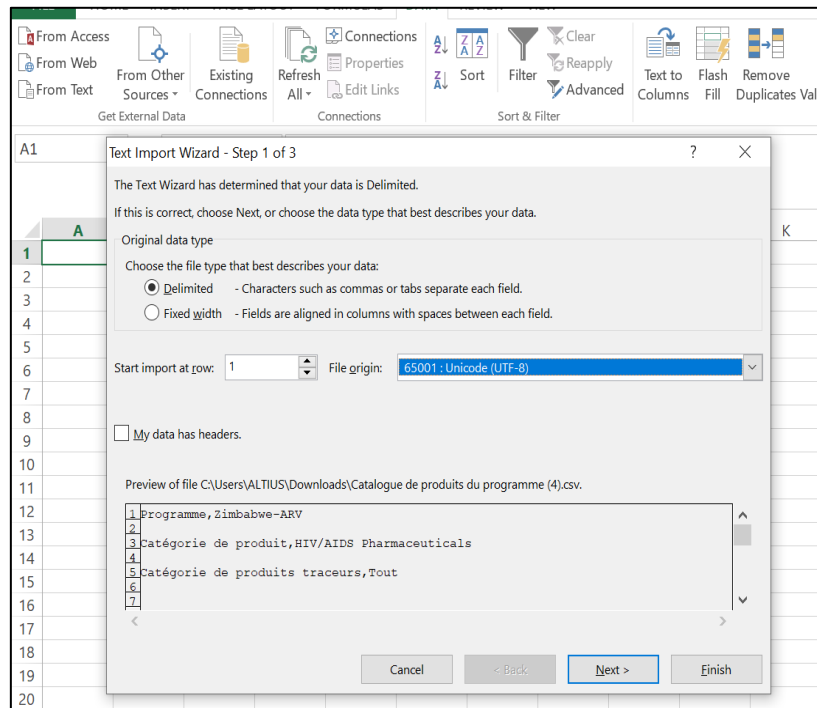 From Access
From Web
From Text
From Other
Sources
Existing
Connections
Get External Data
Refresh
All
Connections
Properties
Edit Links
Connections
A
Z
Z
A
Z A
A Z
Sort
Filter
Clear
Reapply
Advanced
Sort & Filter
Text to
Columns
Flash
Fill
Remove
Duplicates
Val
A1
Text Import Wizard - Step 1 of 3
?
The Text Wizard has determined that your data is Delimited.
If this is correct, choose Next, or choose the data type that best describes your data.
Original data type
Choose the file type that best describes your data:
Delimited - Characters such as commas or tabs separate each field.
Fixed width - Fields are aligned in columns with spaces between each field.
Start import at row: 1 File origin: 65001 : Unicode (UTF-8)
My data has headers.
Preview of file C:\Users\ALTIUS\Downloads\Catalogue de produits du programme (4).csv.
1 Programme,Zimbabwe-ARV
2
3 Catégorie de produit,HIV/AIDS Pharmaceuticals
4
5 Catégorie de produits traceurs,Tout
6
7
Cancel < Back Next > Finish
A K
1
2
3
4
5
6
7
8
9
10
11
12
13
14
15
16
17
18
19
20